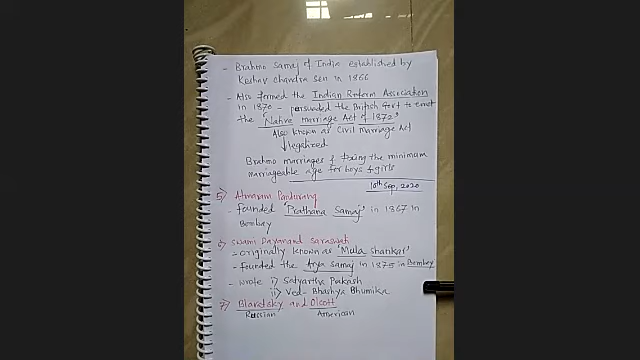 - Brahmo Samaj of India established by
Keshav Chandra Sen in 1866
- Also formed the Indian Reform Association
in 1870 - persuaded the British Govt to enact
the 'Native marriage Act of 1872'
Also known as Civil Marriage Act
↓ legalized
Brahmo marriages & fixing the minimum
marriageable age for boys & girls
10th Sep, 2020
5) Atmaram Pandurang
- founded 'Prathana Samaj' in 1867 in
Bombay
6) Swami Dayanand Saraswati
- originally known as 'Mula Shankar'
- founded the Arya Samaj in 1875 in Bombay
- wrote i) Satyartha Prakash
ii) Ved-Bhashya Bhumika
7) Blavetsky and Olcott
Russian American